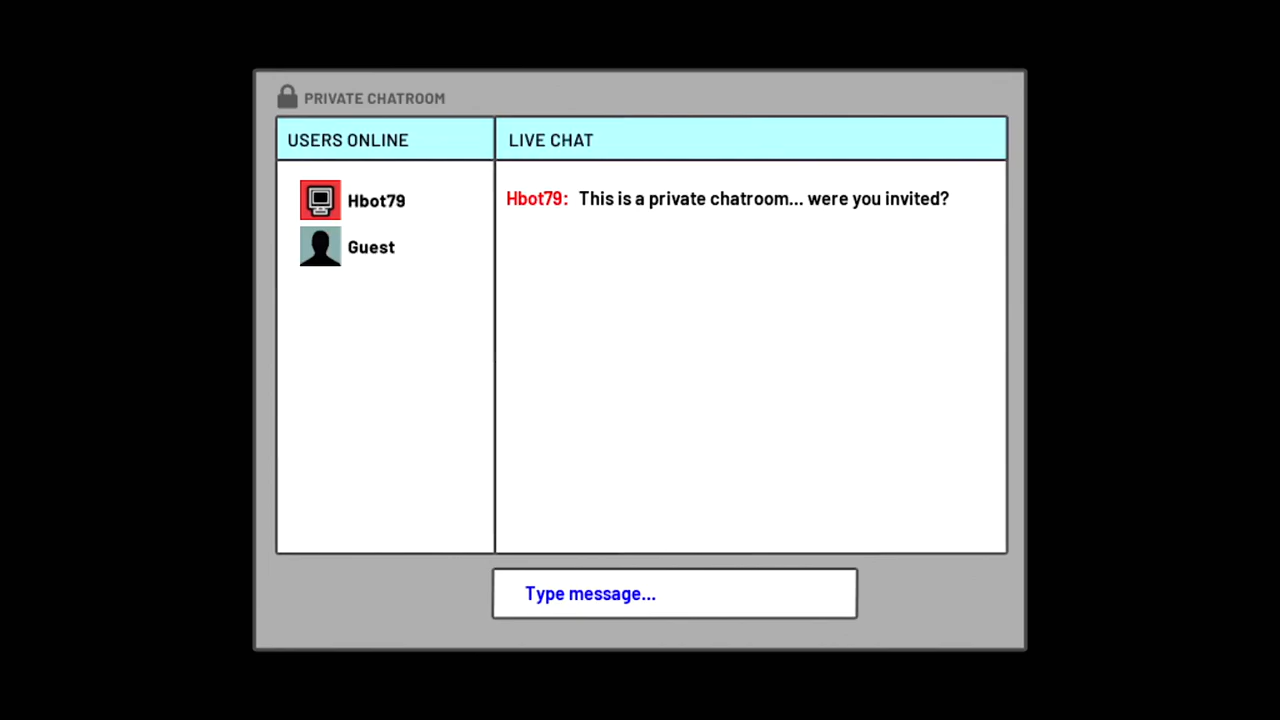 PRIVATE CHATROOM
USERS ONLINE
LIVE CHAT
Hbot79
Guest
Hbot79: This is a private chatroom... were you invited?
Type message...